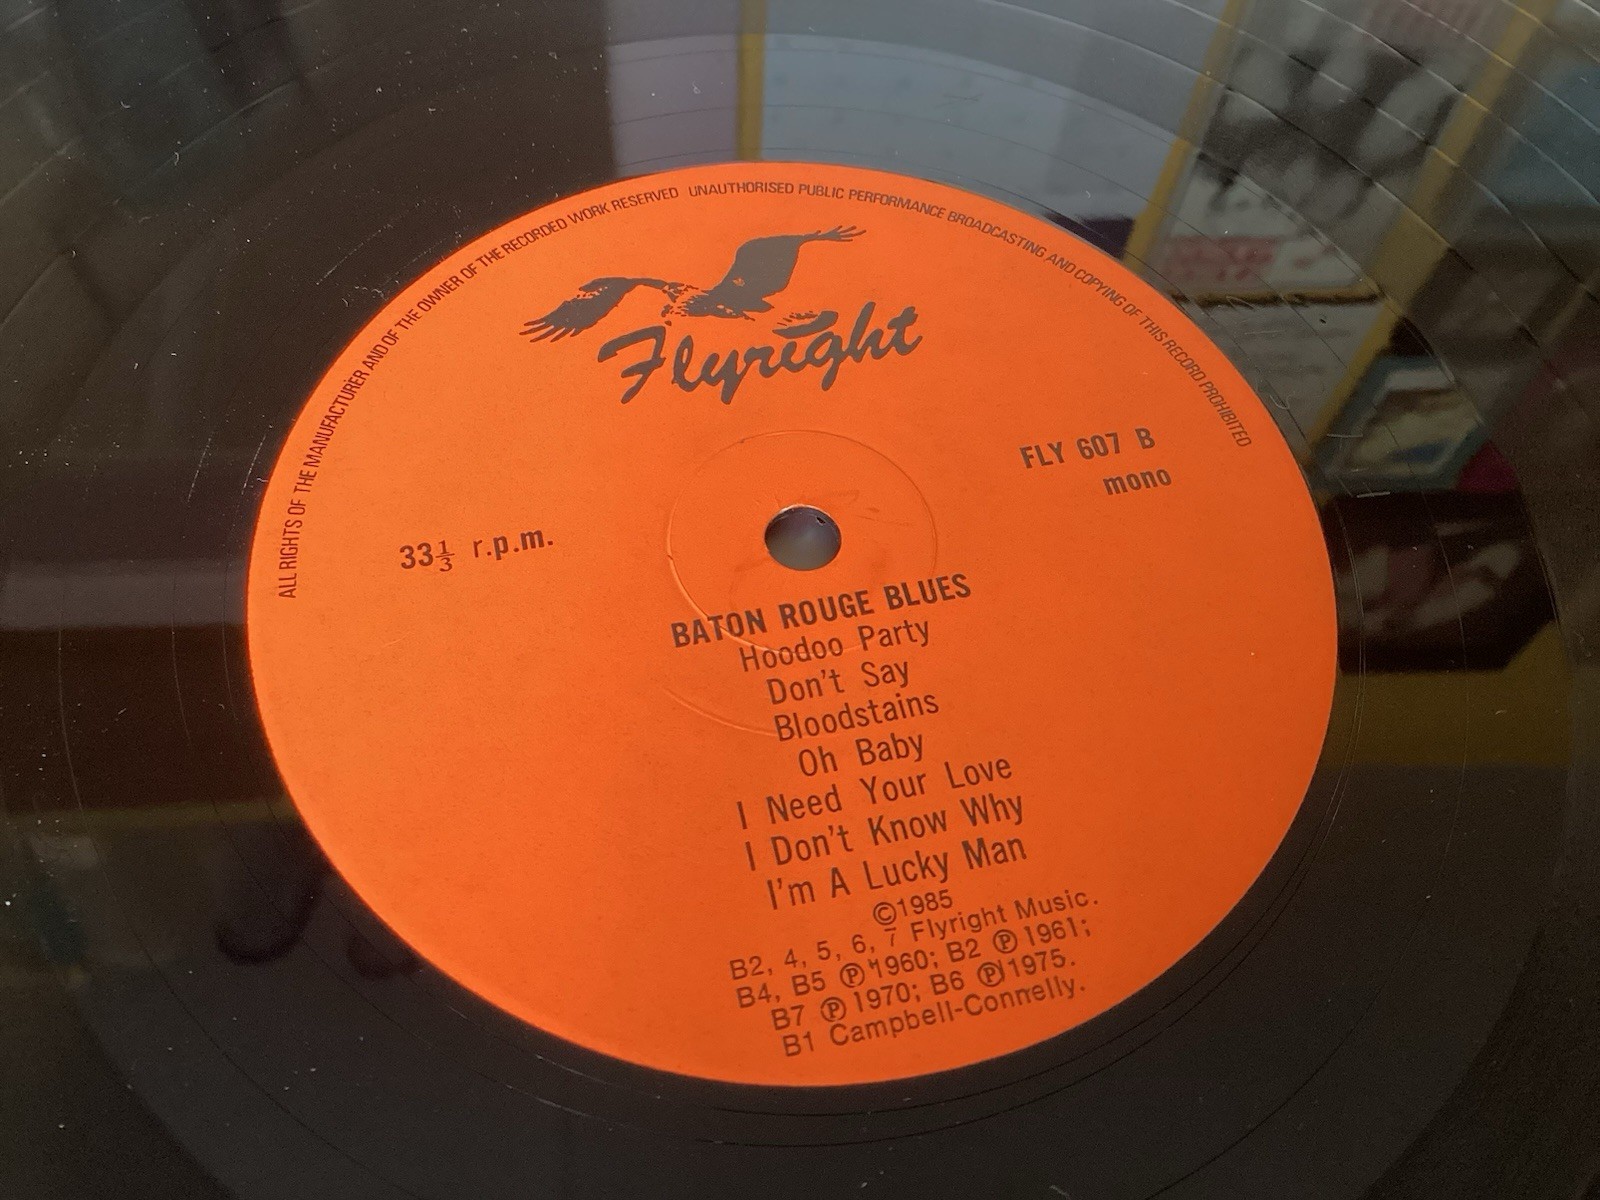 ALL RIGHTS OF THE MANUFACTURER AND OF THE OWNER OF THE RECORDED WORK RESERVED UNAUTHORISED PUBLIC PERFORMANCE BROADCASTING AND COPYING OF THIS RECORD PROHIBITED
Flyright
FLY 607 B
mono
33⅓ r.p.m.
BATON ROUGE BLUES
Hoodoo Party
Don't Say
Bloodstains
Oh Baby
I Need Your Love
I Don't Know Why
I'm A Lucky Man
©1985
B2, 4, 5, 6, 7 Flyright Music.
B4, B5 ℗ 1960; B2 ℗ 1961;
B7 ℗ 1970; B6 ℗ 1975.
B1 Campbell-Connelly.